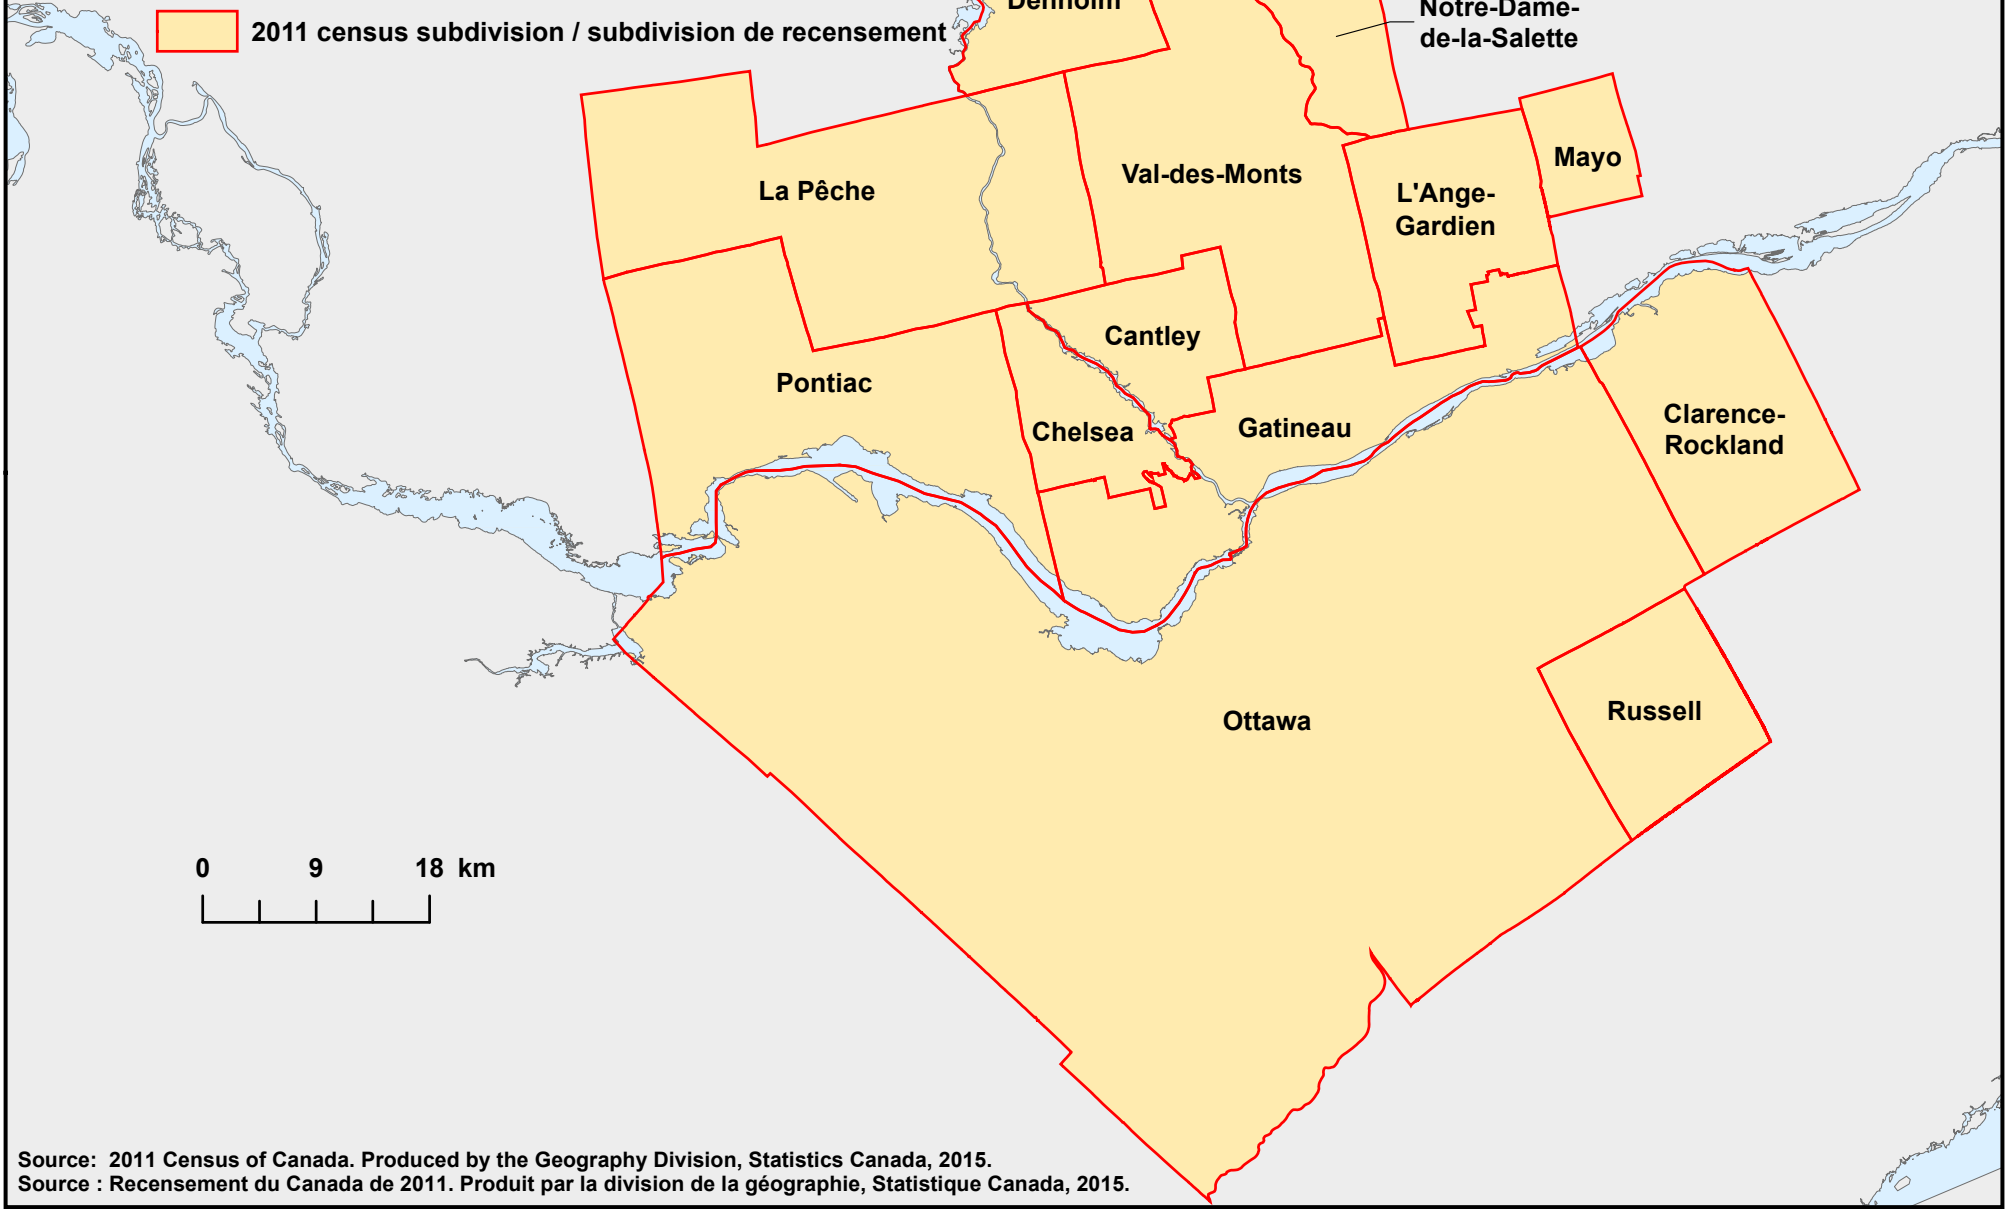 Denholm
Notre-Dame-
de-la-Salette
2011 census subdivision / subdivision de recensement
Mayo
Val-des-Monts
La Pêche
L'Ange-
Gardien
Cantley
Pontiac
Chelsea
Gatineau
Clarence-
Rockland
Russell
Ottawa
0 9 18 km
Source: 2011 Census of Canada. Produced by the Geography Division, Statistics Canada, 2015.
Source : Recensement du Canada de 2011. Produit par la division de la géographie, Statistique Canada, 2015.